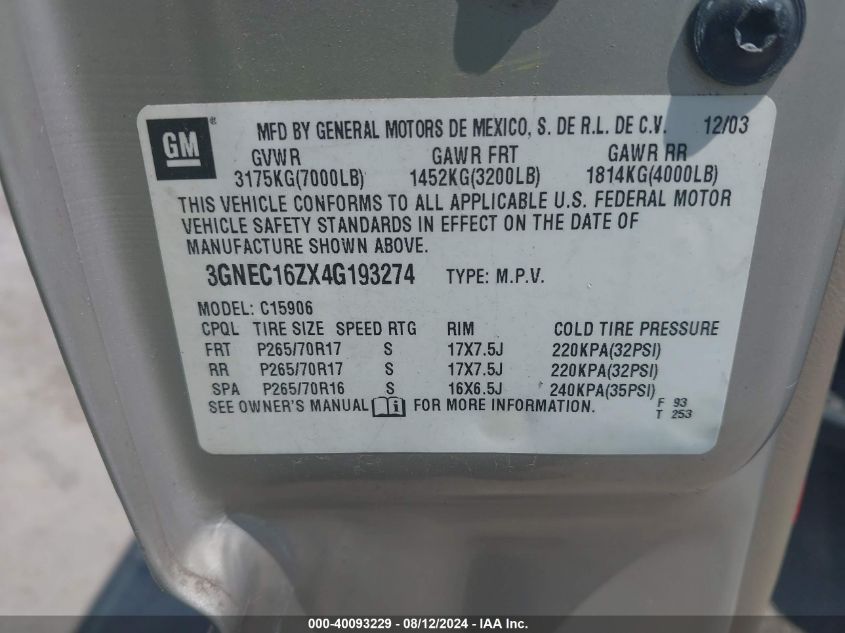 GM ® MFD BY GENERAL MOTORS DE MEXICO, S. DE R.L. DE C.V. 12/03
GVWR GAWR FRT GAWR RR
3175KG(7000LB) 1452KG(3200LB) 1814KG(4000LB)
THIS VEHICLE CONFORMS TO ALL APPLICABLE U.S. FEDERAL MOTOR
VEHICLE SAFETY STANDARDS IN EFFECT ON THE DATE OF
MANUFACTURE SHOWN ABOVE.
3GNEC16ZX4G193274 TYPE: M.P.V.
MODEL: C15906
CPQL TIRE SIZE SPEED RTG RIM COLD TIRE PRESSURE
FRT P265/70R17 S 17X7.5J 220KPA(32PSI)
RR P265/70R17 S 17X7.5J 220KPA(32PSI)
SPA P265/70R16 S 16X6.5J 240KPA(35PSI)
SEE OWNER'S MANUAL i FOR MORE INFORMATION. F 93
T 253
000-40093229 - 08/12/2024 - IAA Inc.